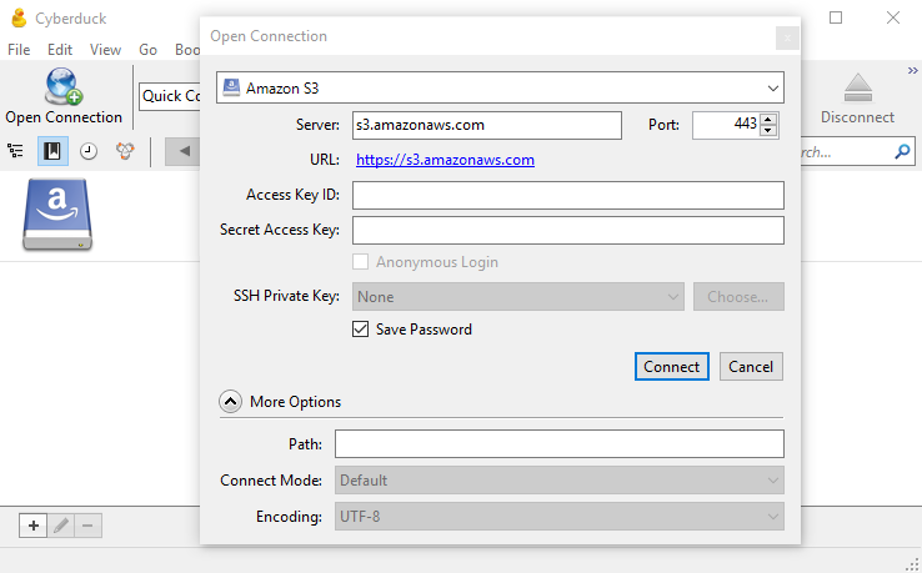 Cyberduck
File Edit View Go Boo
Open Connection
Quick Co
Disconnect
rch...
Open Connection
x
Amazon S3
Server: s3.amazonaws.com Port: 443
URL: https://s3.amazonaws.com
Access Key ID:
Secret Access Key:
Anonymous Login
SSH Private Key: None Choose...
Save Password
Connect Cancel
More Options
Path:
Connect Mode: Default
Encoding: UTF-8